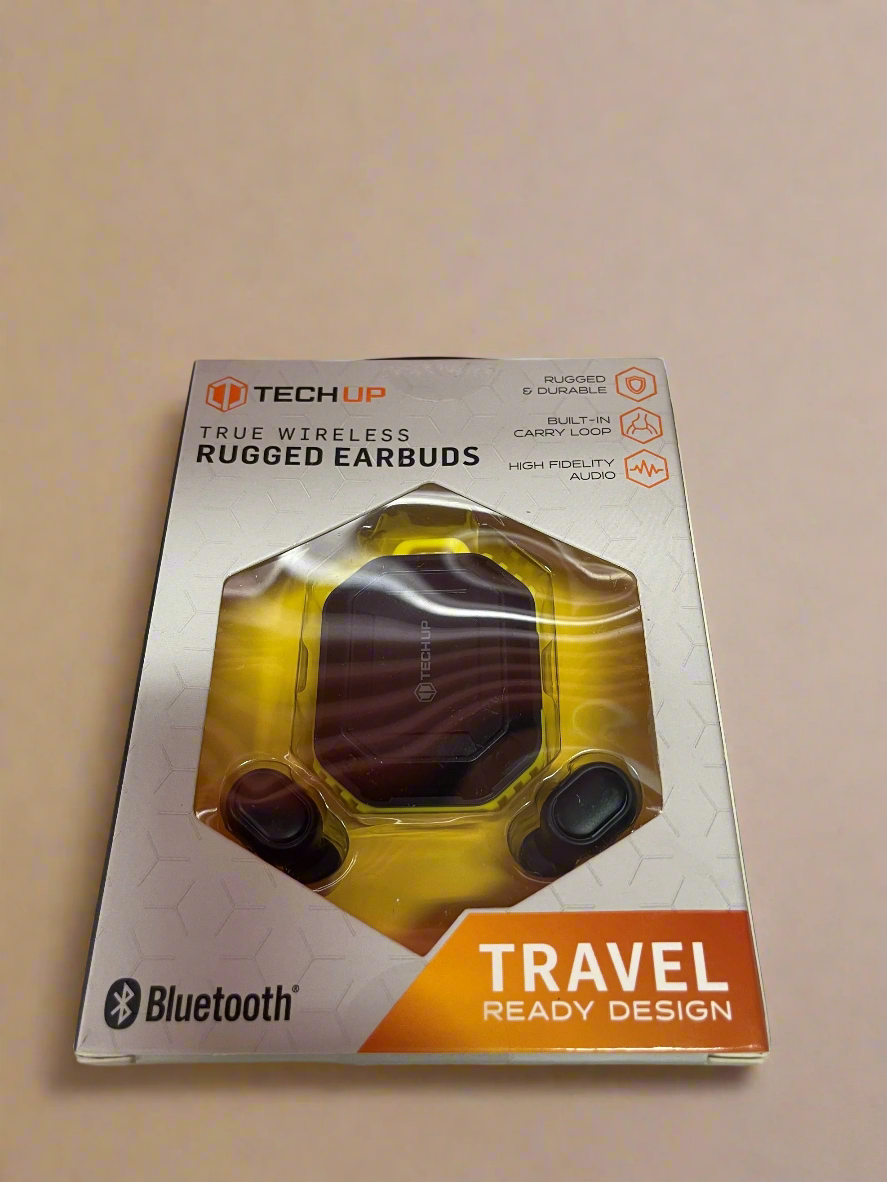 TECHUP
TRUE WIRELESS
RUGGED EARBUDS
RUGGED
& DURABLE
BUILT-IN
CARRY LOOP
HIGH FIDELITY
AUDIO
TECHUP
TRAVEL
READY DESIGN
Bluetooth®